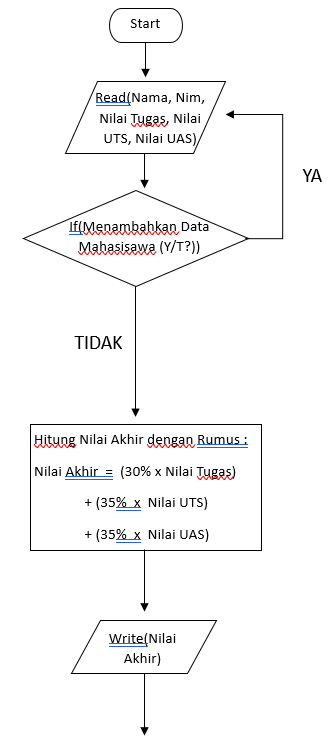 Start
Read(Nama, Nim,
Nilai Tugas, Nilai
UTS, Nilai UAS)
YA
If(Menambahkan Data
Mahasisawa (Y/T?))
TIDAK
Hitung Nilai Akhir dengan Rumus :
Nilai Akhir = (30% x Nilai Tugas)
+ (35% x Nilai UTS)
+ (35% x Nilai UAS)
Write(Nilai
Akhir)